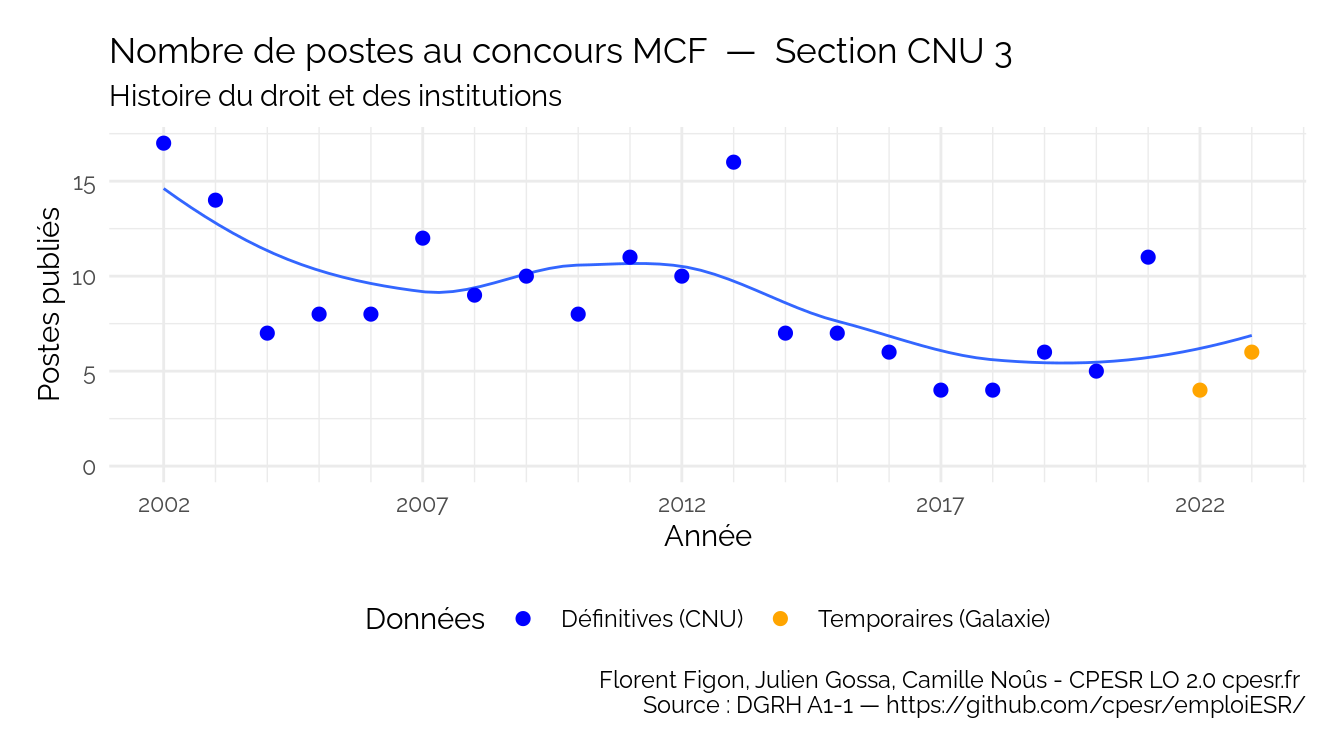 Nombre de postes au concours MCF — Section CNU 3
Histoire du droit et des institutions
Postes publiés
15
10
5
0
2002 2007 2012 2017 2022
Année
Données Définitives (CNU) Temporaires (Galaxie)
Florent Figon, Julien Gossa, Camille Noûs - CPESR LO 2.0 cpesr.fr
Source : DGRH A1-1 — https://github.com/cpesr/emploiESR/